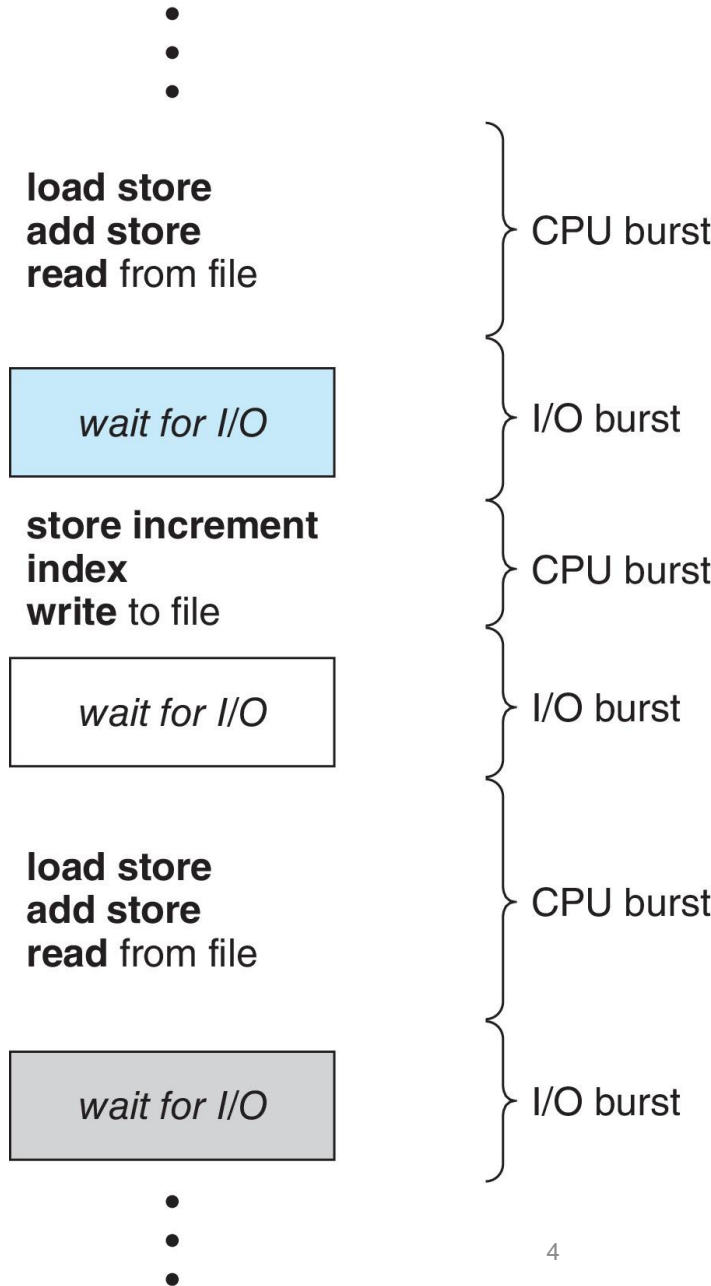 load store
add store
read from file
CPU burst
wait for I/O
I/O burst
store increment
index
write to file
CPU burst
wait for I/O
I/O burst
load store
add store
read from file
CPU burst
wait for I/O
I/O burst
4